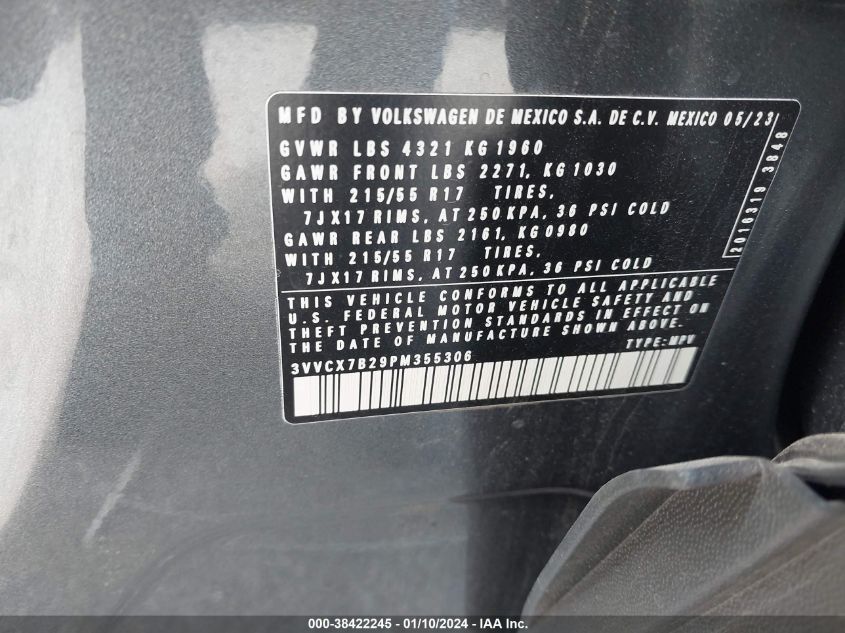 MFD BY VOLKSWAGEN DE MEXICO S.A. DE C.V. MEXICO 05/23
GVWR LBS 4321 KG 1960
GAWR FRONT LBS 2271, KG 1030
WITH 215/55 R17 TIRES,
7JX17 RIMS, AT 250 KPA, 36 PSI COLD
GAWR REAR LBS 2161, KG 0980
WITH 215/55 R17 TIRES,
7JX17 RIMS, AT 250 KPA, 36 PSI COLD
2016319 3848
THIS VEHICLE CONFORMS TO ALL APPLICABLE
U.S. FEDERAL MOTOR VEHICLE SAFETY AND
THEFT PREVENTION STANDARDS IN EFFECT ON
THE DATE OF MANUFACTURE SHOWN ABOVE.
TYPE: MPV
3VVCX7B29PM355306
000-38422245 - 01/10/2024 - IAA Inc.